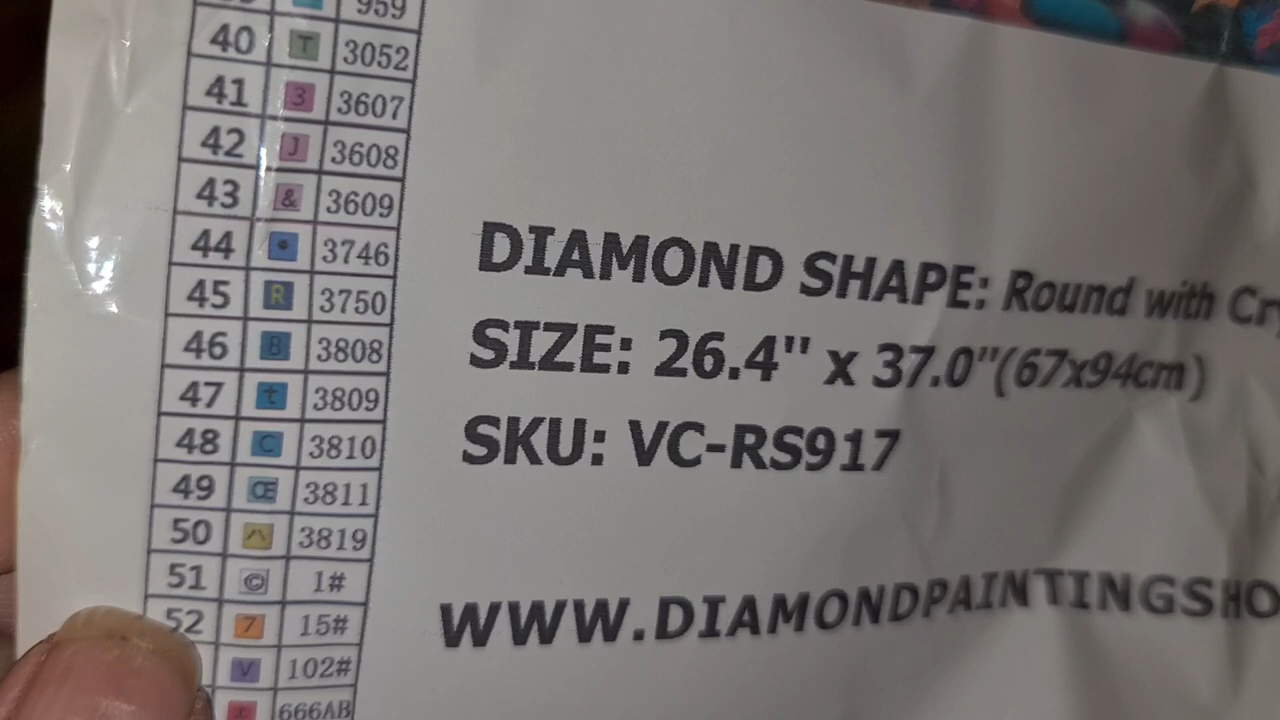 959
40 T 3052
41 3 3607
42 J 3608
43 & 3609
44 3746
45 R 3750
46 B 3808
47 t 3809
48 C 3810
49 Œ 3811
50 ハ 3819
51 © 1#
52 7 15#
V 102#
666AB
DIAMOND SHAPE: Round with
SIZE: 26.4" x 37.0"(67x94cm)
SKU: VC-RS917
WWW.DIAMONDPAINTINGSHO